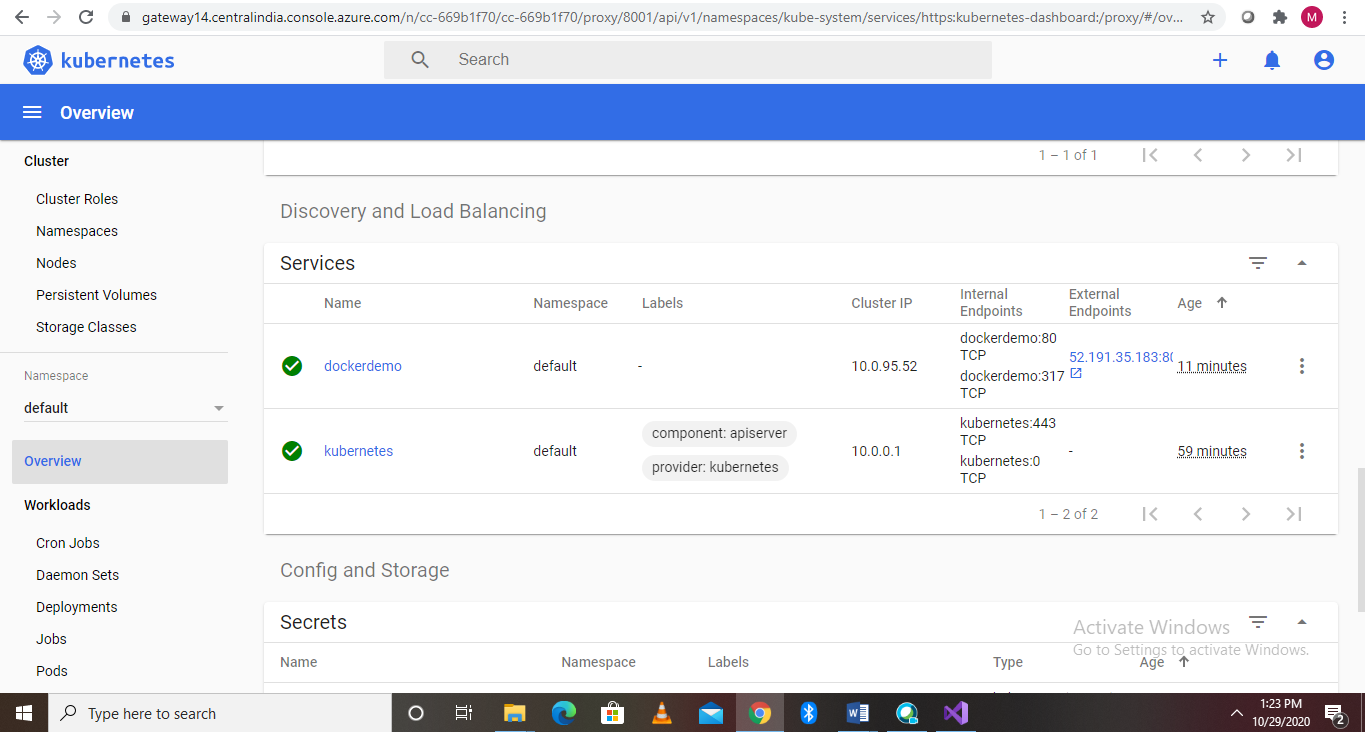 gateway14.centralindia.console.azure.com/n/cc-669b1f70/cc-669b1f70/proxy/8001/api/v1/namespaces/kube-system/services/https:kubernetes-dashboard:/proxy/#/ov...
M
kubernetes
Search
Overview
Cluster
Cluster Roles
Namespaces
Nodes
Persistent Volumes
Storage Classes
Namespace
default
Overview
Workloads
Cron Jobs
Daemon Sets
Deployments
Jobs
Pods
1 – 1 of 1
Discovery and Load Balancing
Services
Name Namespace Labels Cluster IP Internal Endpoints External Endpoints Age
dockerdemo default - 10.0.95.52
dockerdemo:80
TCP
dockerdemo:317
TCP
52.191.35.183:80
11 minutes
kubernetes default
component: apiserver
provider: kubernetes
10.0.0.1
kubernetes:443
TCP
kubernetes:0
TCP
-
59 minutes
1 – 2 of 2
Config and Storage
Secrets
Name Namespace Labels Type Age
Activate Windows
Go to Settings to activate Windows.
Type here to search
1:23 PM
10/29/2020
2